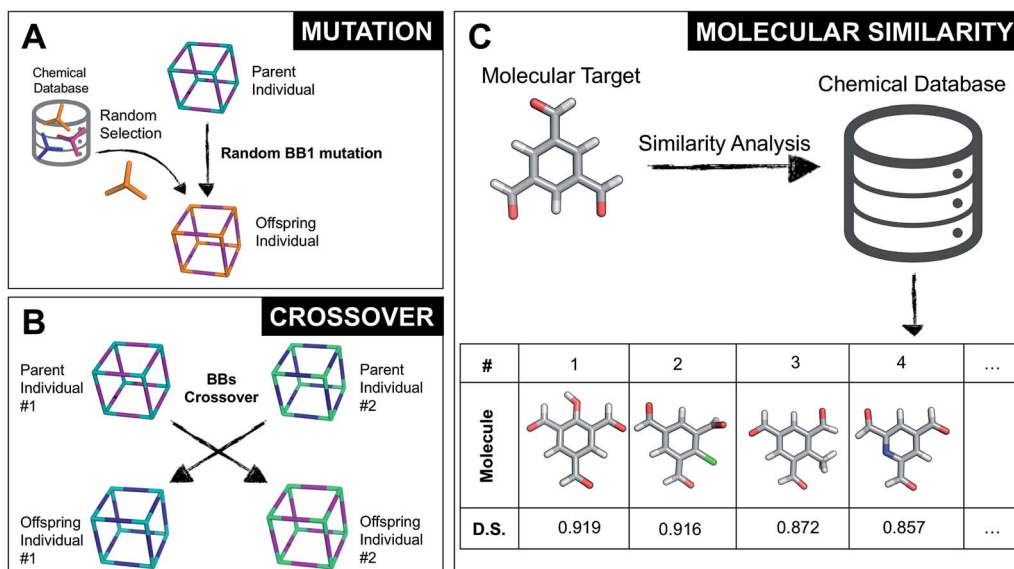 A
MUTATION
Chemical
Database
Random
Selection
Parent
Individual
Random BB1 mutation
Offspring
Individual
B
CROSSOVER
Parent
Individual
#1
BBs
Crossover
Parent
Individual
#2
Offspring
Individual
#1
Offspring
Individual
#2
C
MOLECULAR SIMILARITY
Molecular Target
Chemical Database
Similarity Analysis
# 1 2 3 4 ...
Molecule
D.S. 0.919 0.916 0.872 0.857 ...